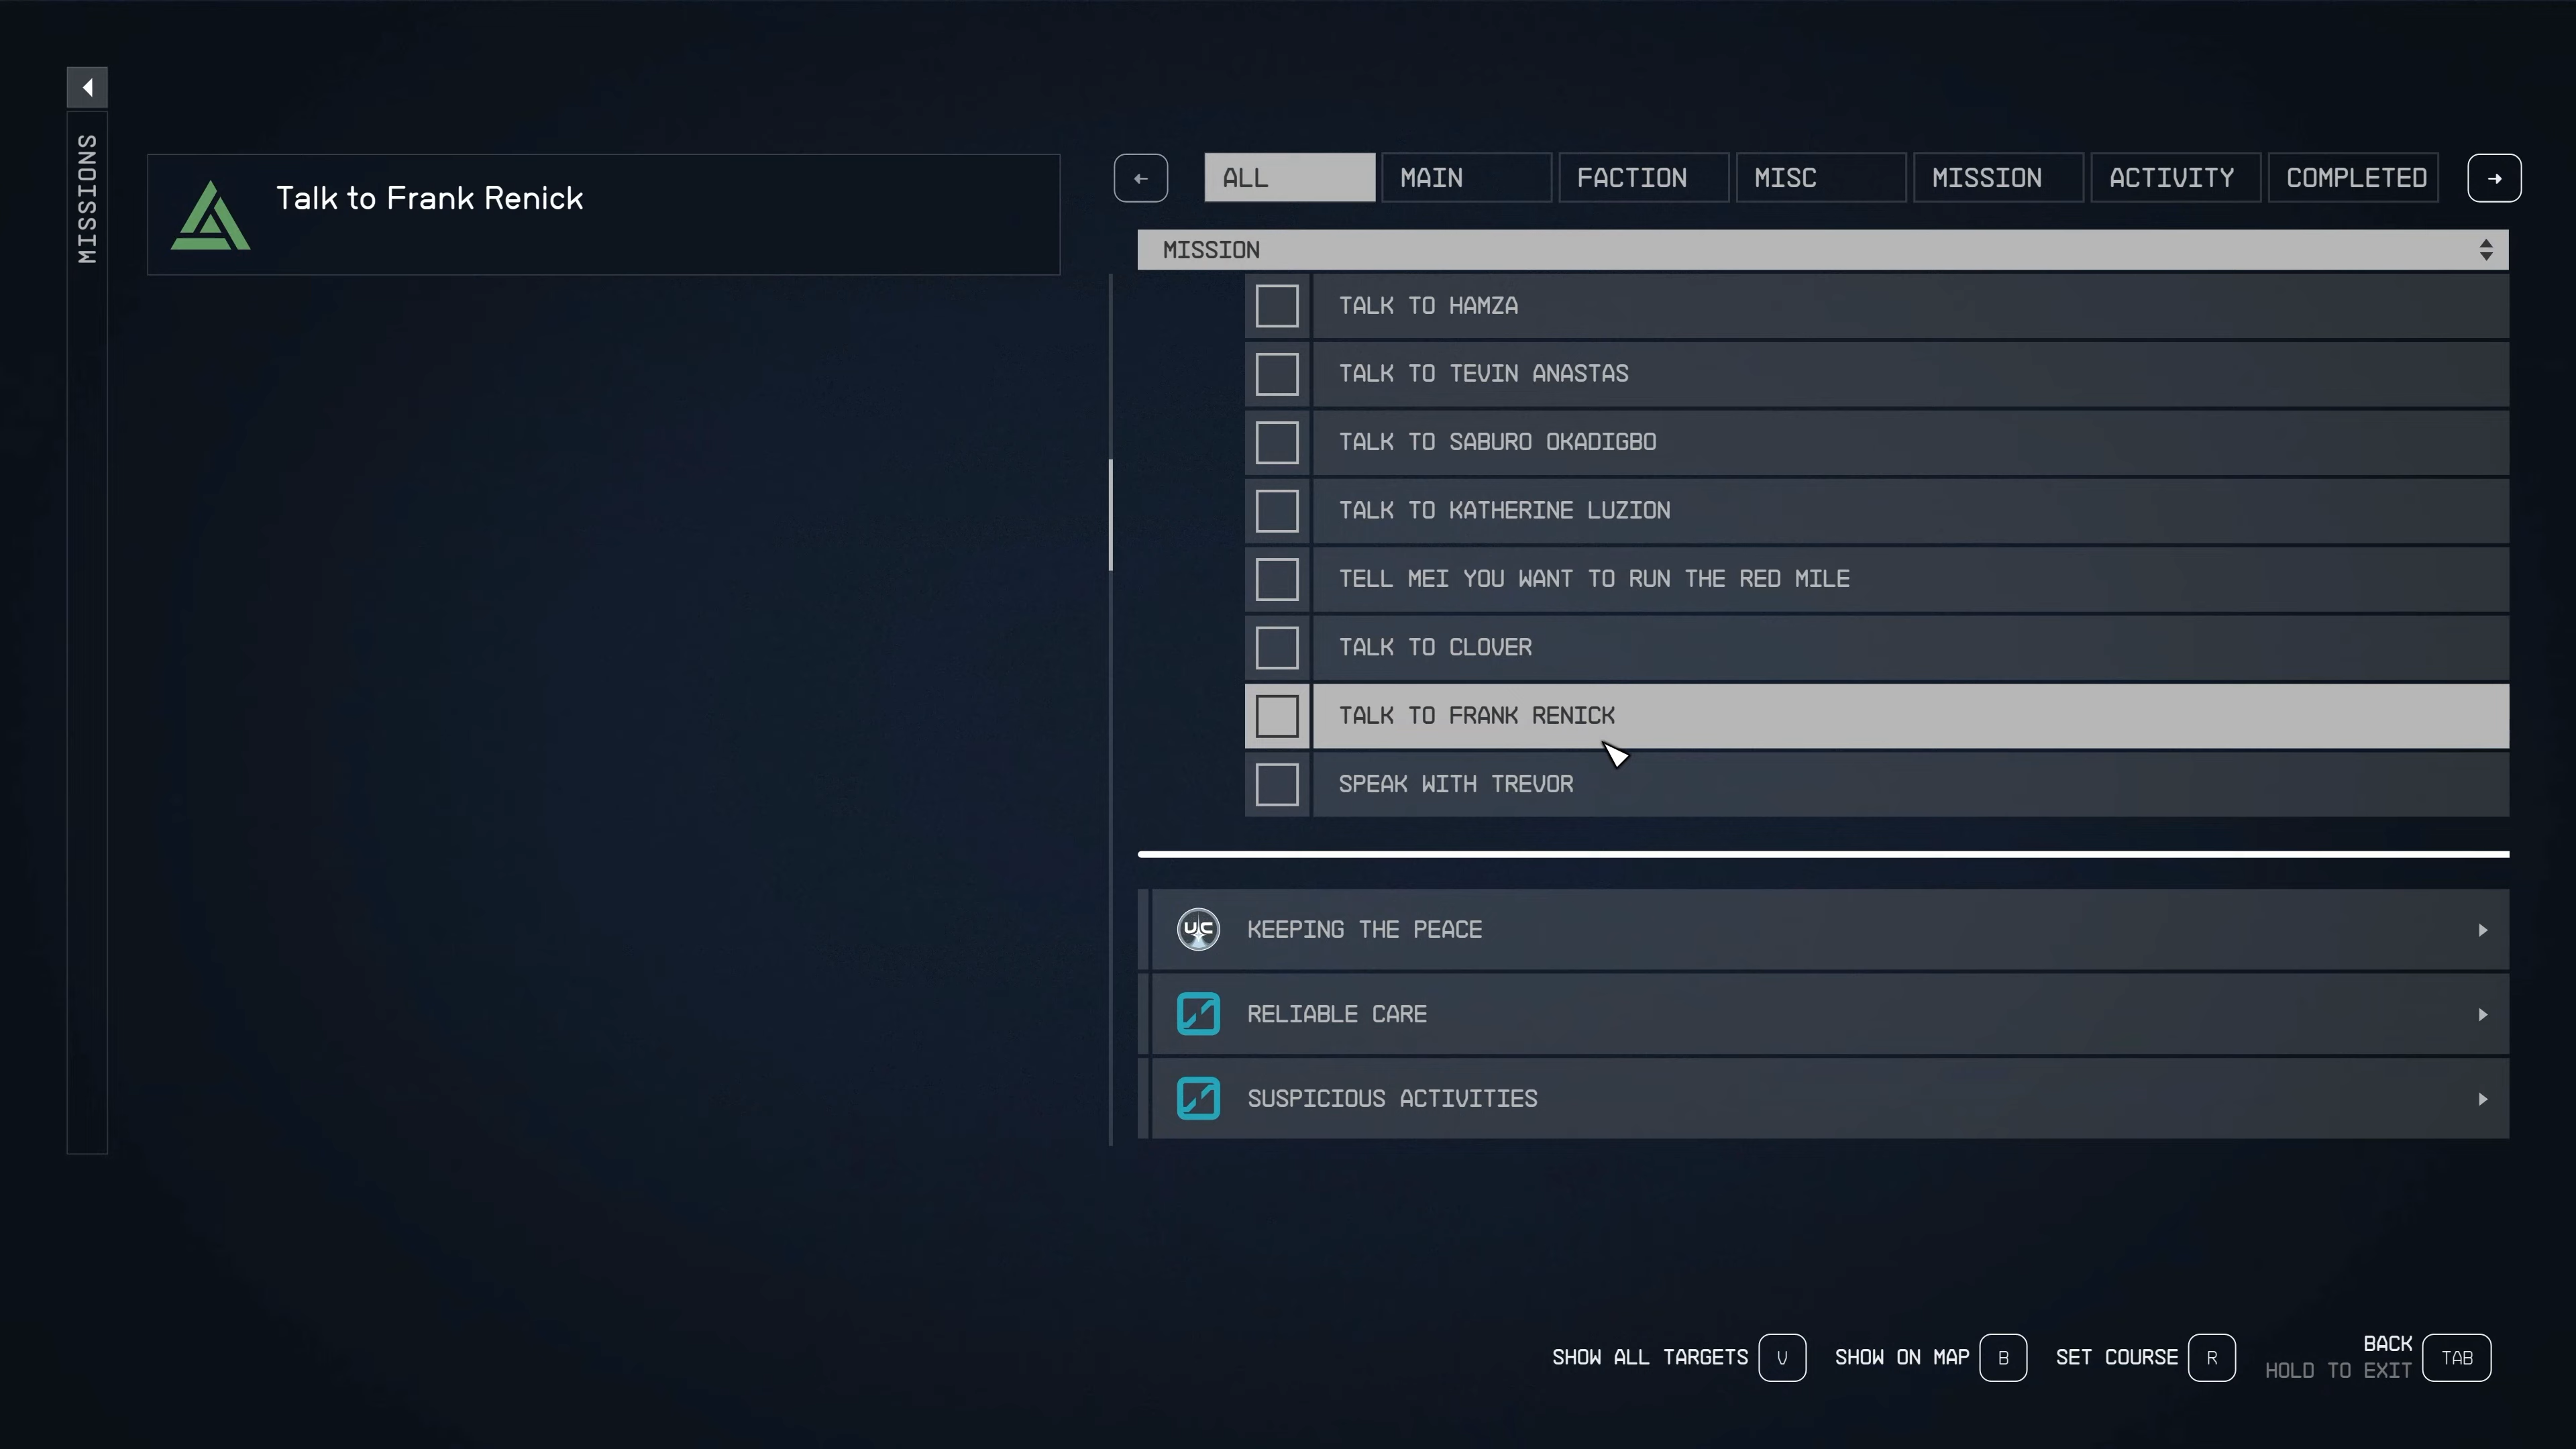 MISSIONS
Talk to Frank Renick
ALL
MAIN
FACTION
MISC
MISSION
ACTIVITY
COMPLETED
MISSION
TALK TO HAMZA
TALK TO TEVIN ANASTAS
TALK TO SABURO OKADIGBO
TALK TO KATHERINE LUZION
TELL MEI YOU WANT TO RUN THE RED MILE
TALK TO CLOVER
TALK TO FRANK RENICK
SPEAK WITH TREVOR
UC KEEPING THE PEACE
RELIABLE CARE
SUSPICIOUS ACTIVITIES
SHOW ALL TARGETS V
SHOW ON MAP B
SET COURSE R
BACK
HOLD TO EXIT
TAB